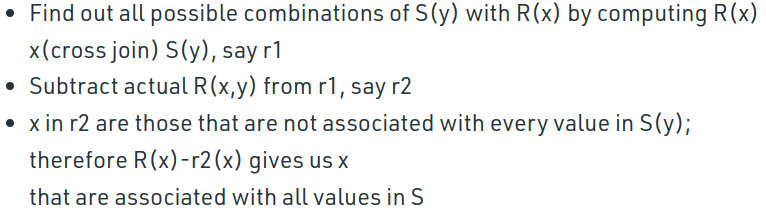 • Find out all possible combinations of S(y) with R(x) by computing R(x)
x(cross join) S(y), say r1
• Subtract actual R(x,y) from r1, say r2
• x in r2 are those that are not associated with every value in S(y);
therefore R(x)-r2(x) gives us x
that are associated with all values in S